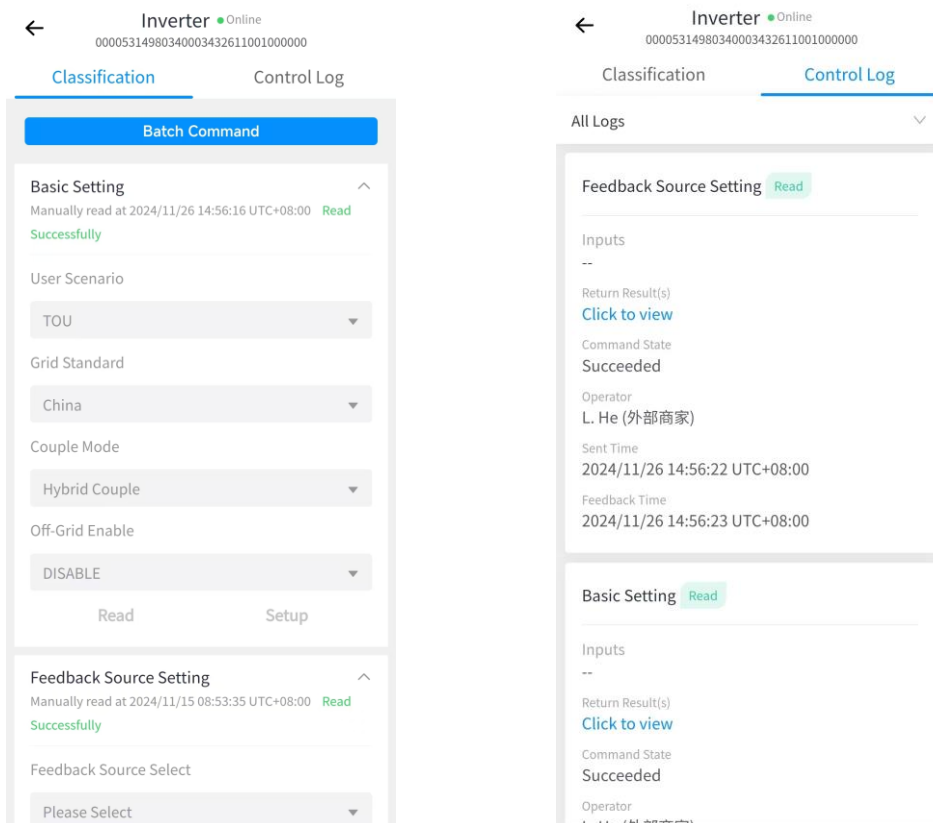 Inverter Online
0000531498034000343261100100​0000
Classification Control Log
Batch Command
Basic Setting
Manually read at 2024/11/26 14:56:16 UTC+08:00 Read
Successfully
User Scenario
TOU
Grid Standard
China
Couple Mode
Hybrid Couple
Off-Grid Enable
DISABLE
Read Setup
Feedback Source Setting
Manually read at 2024/11/15 08:53:35 UTC+08:00 Read
Successfully
Feedback Source Select
Please Select
Inverter Online
00005314980340003432611001000000
Classification Control Log
All Logs
Feedback Source Setting Read
Inputs
--
Return Result(s)
Click to view
Command State
Succeeded
Operator
L. He (外部商家)
Sent Time
2024/11/26 14:56:22 UTC+08:00
Feedback Time
2024/11/26 14:56:23 UTC+08:00
Basic Setting Read
Inputs
--
Return Result(s)
Click to view
Command State
Succeeded
Operator